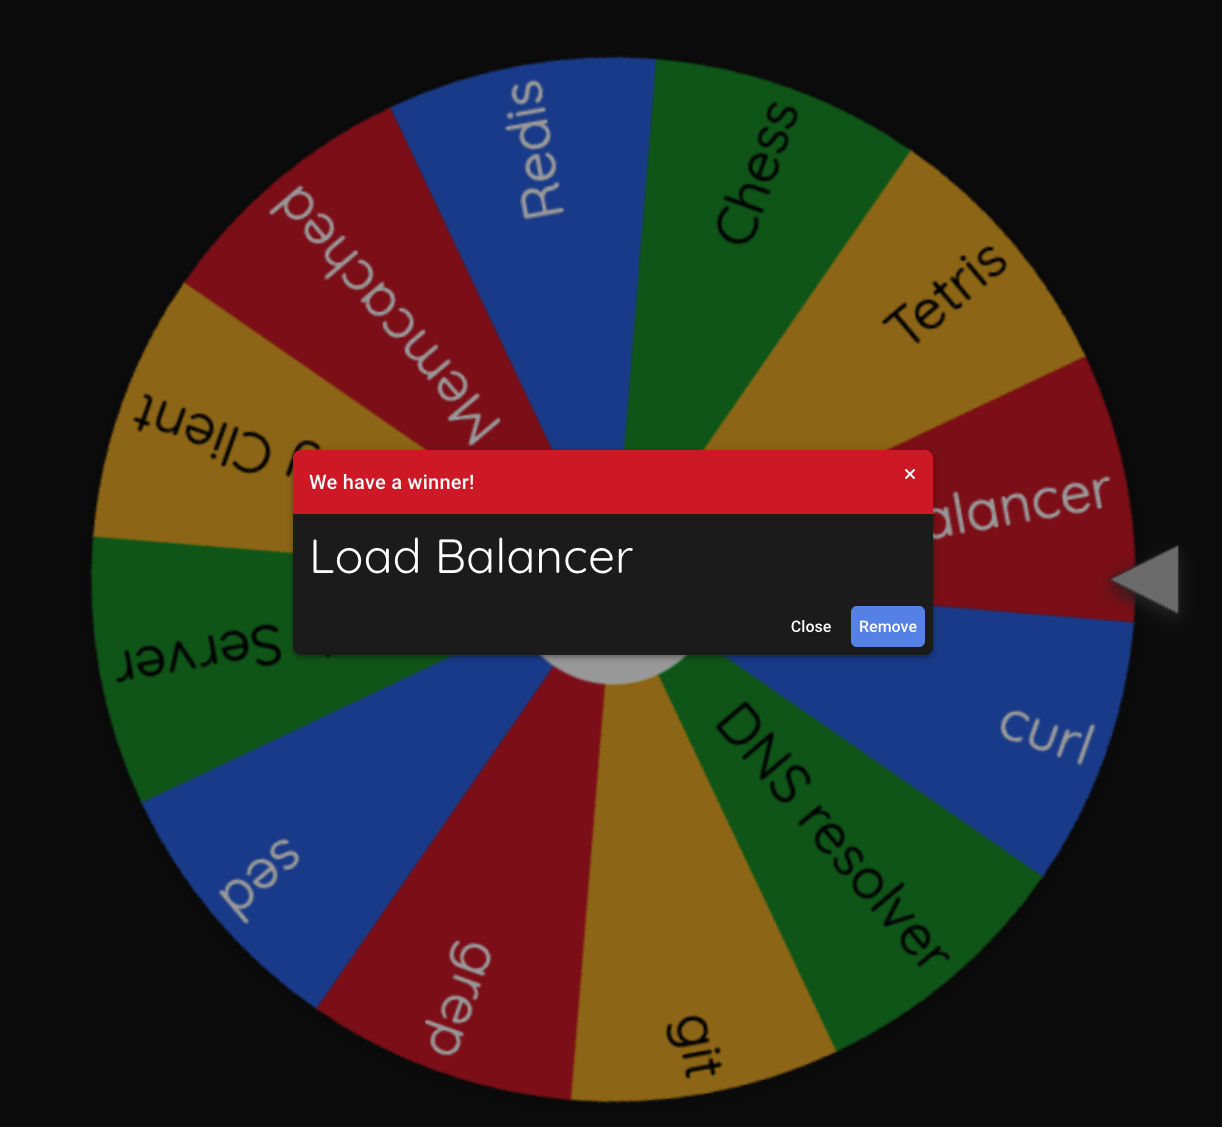 Redis
Chess
Tetris
alancer
curl
DNS resolver
git
grep
sed
Server
Client
Memcached
We have a winner!
×
Load Balancer
Close
Remove